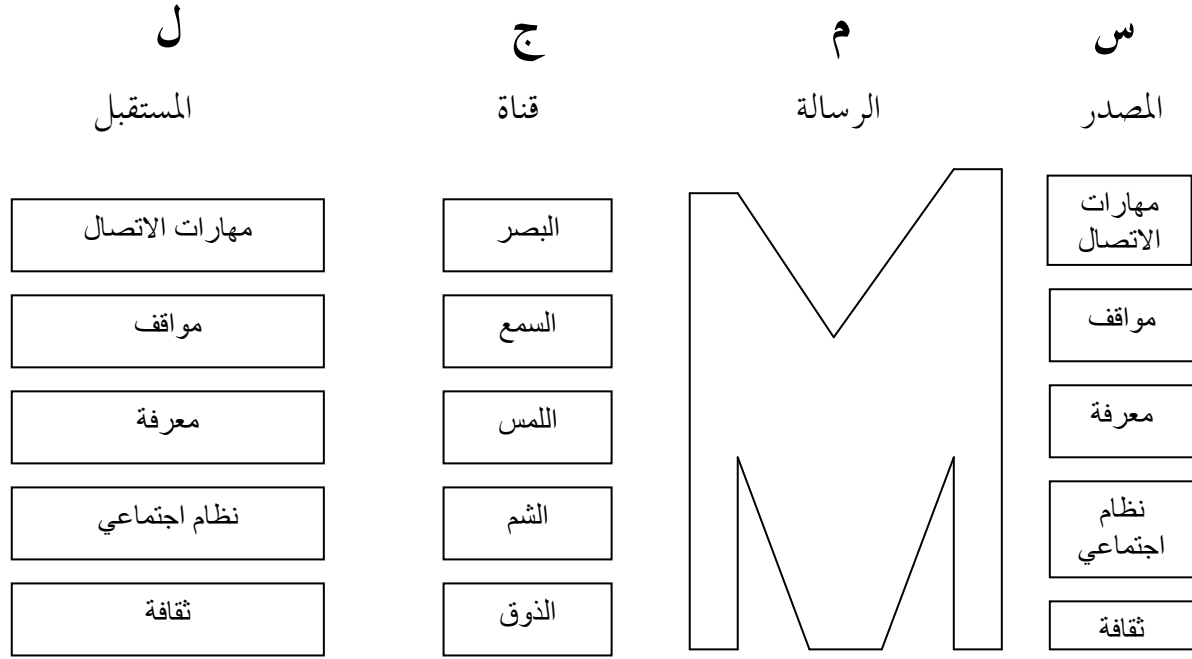 س م ج ل
المصدر الرسالة قناة المستقبل
مهارات
الاتصال
مواقف
معرفة
نظام
اجتماعي
ثقافة
البصر
السمع
اللمس
الشم
الذوق
مهارات الاتصال
مواقف
معرفة
نظام اجتماعي
ثقافة